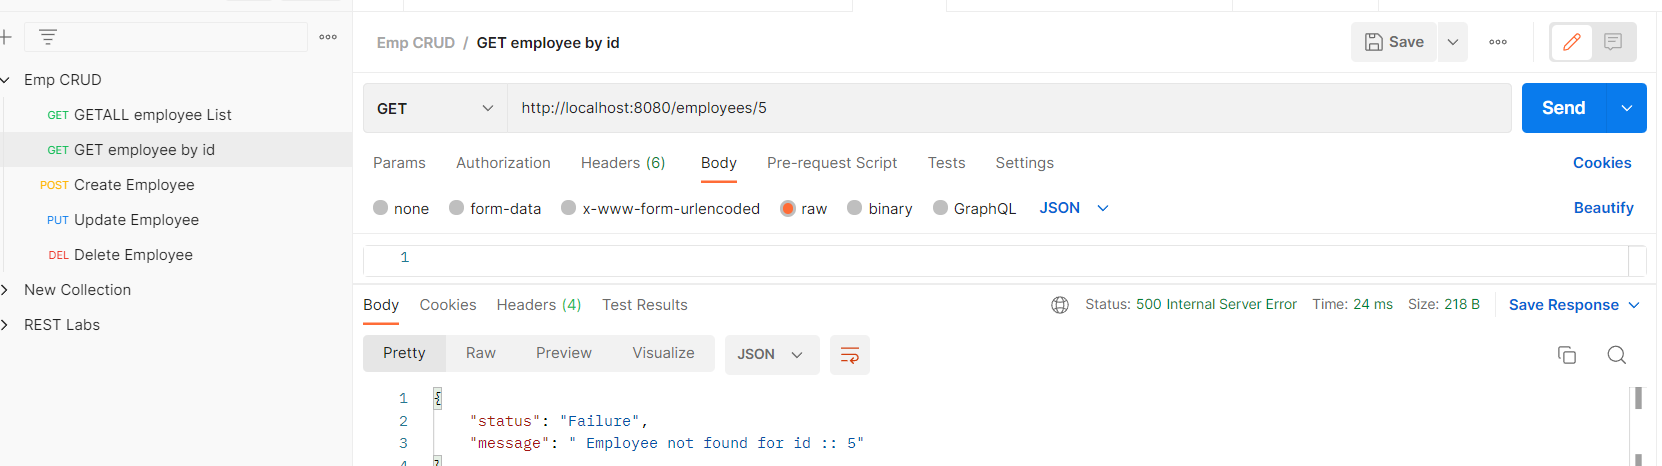 Emp CRUD / GET employee by id
Save
Emp CRUD
GET GETALL employee List
GET GET employee by id
POST Create Employee
PUT Update Employee
DEL Delete Employee
New Collection
REST Labs
GET http://localhost:8080/employees/5 Send
Params Authorization Headers (6) Body Pre-request Script Tests Settings Cookies
none form-data x-www-form-urlencoded raw binary GraphQL JSON Beautify
1
Body Cookies Headers (4) Test Results Status: 500 Internal Server Error Time: 24 ms Size: 218 B Save Response
Pretty Raw Preview Visualize JSON
1 {
2 "status": "Failure",
3 "message": " Employee not found for id :: 5"
4 }